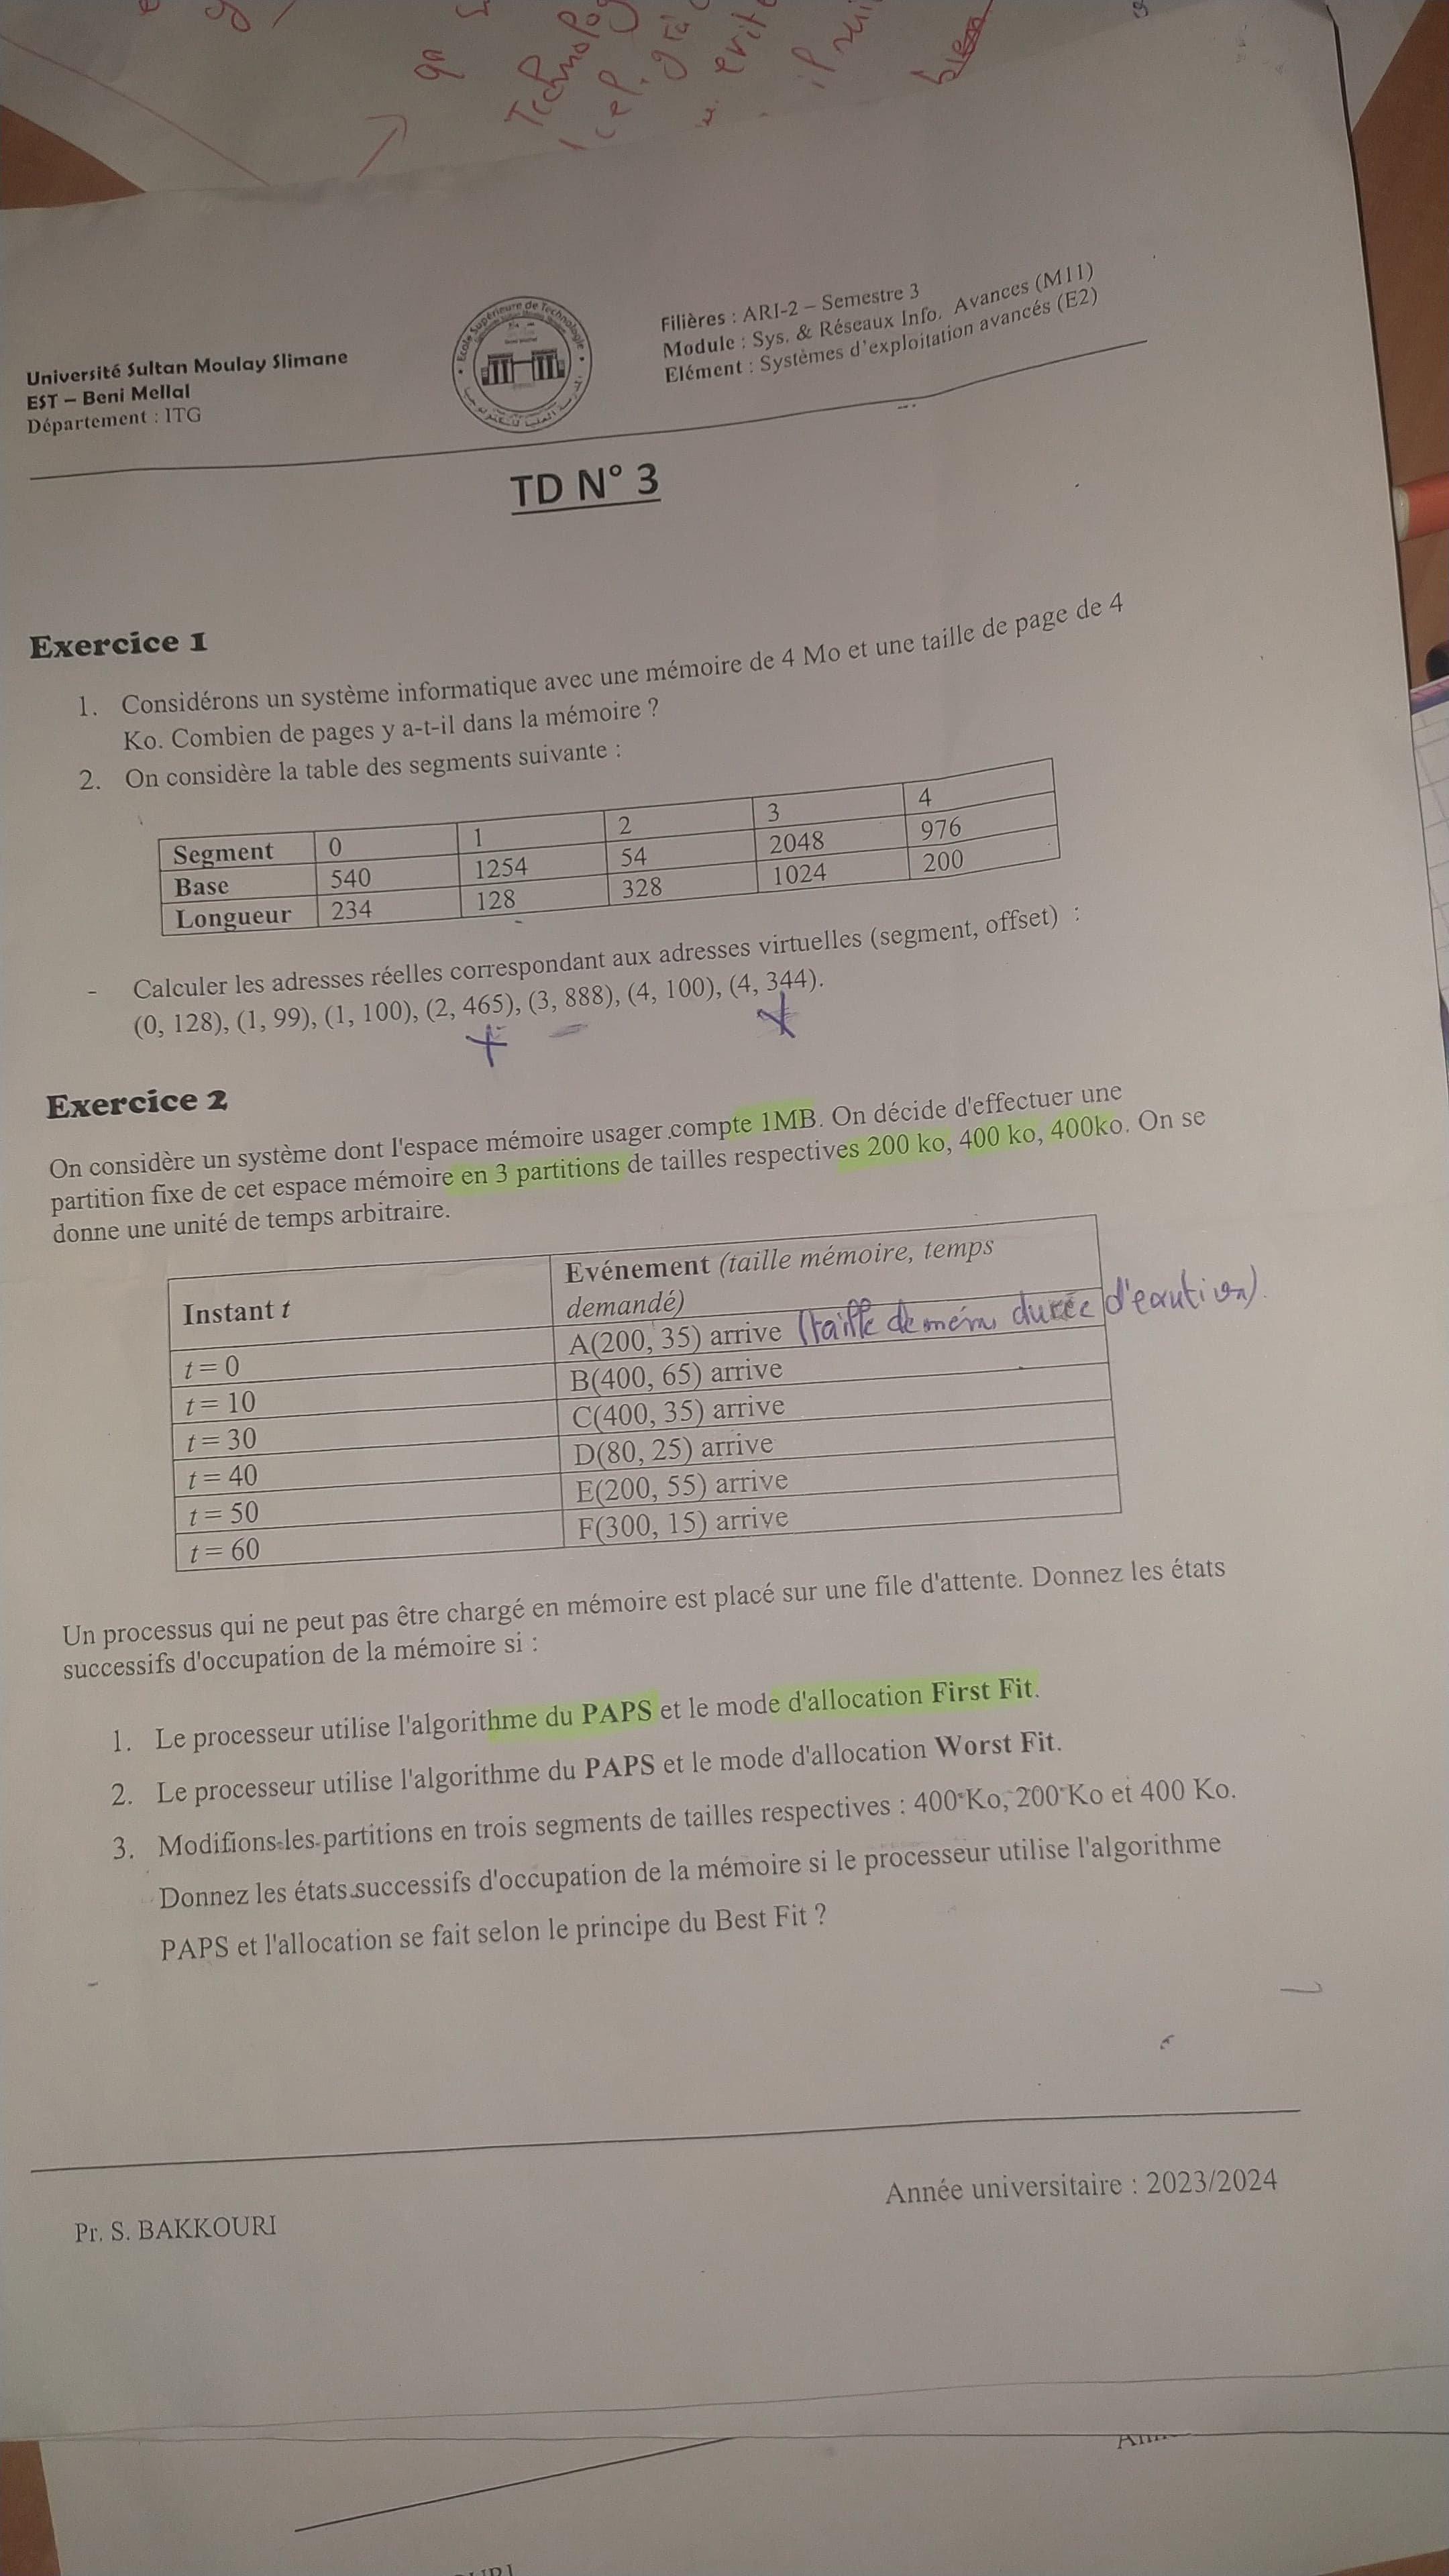 Université Sultan Moulay Slimane
EST – Beni Mellal
Département : ITG
Ecole Supérieure de Technologie
Filières : ARI-2 – Semestre 3
Module : Sys. & Réseaux Info. Avances (M11)
Elément : Systèmes d'exploitation avancés (E2)
TD N° 3
Exercice 1
1. Considérons un système informatique avec une mémoire de 4 Mo et une taille de page de 4
Ko. Combien de pages y a-t-il dans la mémoire ?
2. On considère la table des segments suivante :
Segment 0 1 2 3 4
Base 540 1254 54 2048 976
Longueur 234 128 328 1024 200
- Calculer les adresses réelles correspondant aux adresses virtuelles (segment, offset) :
(0, 128), (1, 99), (1, 100), (2, 465), (3, 888), (4, 100), (4, 344).
Exercice 2
On considère un système dont l'espace mémoire usager compte 1MB. On décide d'effectuer une
partition fixe de cet espace mémoire en 3 partitions de tailles respectives 200 ko, 400 ko, 400ko. On se
donne une unité de temps arbitraire.
Instant t Evénement (taille mémoire, temps
demandé)
t = 0 A(200, 35) arrive (taille de mém, durée d'
t = 10 B(400, 65) arrive
t = 30 C(400, 35) arrive
t = 40 D(80, 25) arrive
t = 50 E(200, 55) arrive
t = 60 F(300, 15) arrive
Un processus qui ne peut pas être chargé en mémoire est placé sur une file d'attente. Donnez les états
successifs d'occupation de la mémoire si :
1. Le processeur utilise l'algorithme du PAPS et le mode d'allocation First Fit.
2. Le processeur utilise l'algorithme du PAPS et le mode d'allocation Worst Fit.
3. Modifions les partitions en trois segments de tailles respectives : 400 Ko, 200 Ko et 400 Ko.
Donnez les états successifs d'occupation de la mémoire si le processeur utilise l'algorithme
PAPS et l'allocation se fait selon le principe du Best Fit ?
Pr. S. BAKKOURI
Année universitaire : 2023/2024